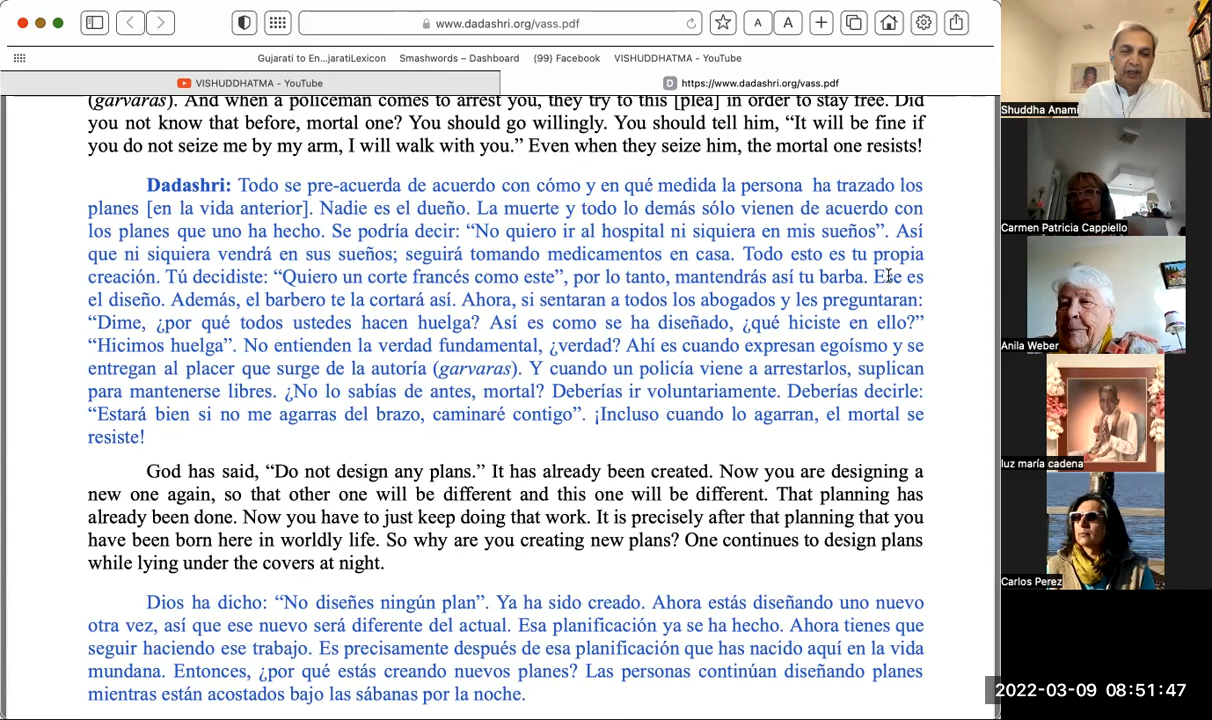 www.dadashri.org/vass.pdf
A A
Gujarati to En...jaratiLexicon Smashwords – Dashboard (99) Facebook VISHUDDHATMA - YouTube
VISHUDDHATMA - YouTube
D https://www.dadashri.org/vass.pdf
(garvaras). And when a policeman comes to arrest you, they try to this [plea] in order to stay free. Did
you not know that before, mortal one? You should go willingly. You should tell him, “It will be fine if
you do not seize me by my arm, I will walk with you.” Even when they seize him, the mortal one resists!
Dadashri: Todo se pre-acuerda de acuerdo con cómo y en qué medida la persona ha trazado los
planes [en la vida anterior]. Nadie es el dueño. La muerte y todo lo demás sólo vienen de acuerdo con
los planes que uno ha hecho. Se podría decir: “No quiero ir al hospital ni siquiera en mis sueños”. Así
que ni siquiera vendrá en sus sueños; seguirá tomando medicamentos en casa. Todo esto es tu propia
creación. Tú decidiste: “Quiero un corte francés como este”, por lo tanto, mantendrás así tu barba. Ese es
el diseño. Además, el barbero te la cortará así. Ahora, si sentaran a todos los abogados y les preguntaran:
“Dime, ¿por qué todos ustedes hacen huelga? Así es como se ha diseñado, ¿qué hiciste en ello?”
“Hicimos huelga”. No entienden la verdad fundamental, ¿verdad? Ahí es cuando expresan egoísmo y se
entregan al placer que surge de la autoría (garvaras). Y cuando un policía viene a arrestarlos, suplican
para mantenerse libres. ¿No lo sabías de antes, mortal? Deberías ir voluntariamente. Deberías decirle:
“Estará bien si no me agarras del brazo, caminaré contigo”. ¡Incluso cuando lo agarran, el mortal se
resiste!
God has said, “Do not design any plans.” It has already been created. Now you are designing a
new one again, so that other one will be different and this one will be different. That planning has
already been done. Now you have to just keep doing that work. It is precisely after that planning that you
have been born here in worldly life. So why are you creating new plans? One continues to design plans
while lying under the covers at night.
Dios ha dicho: “No diseñes ningún plan”. Ya ha sido creado. Ahora estás diseñando uno nuevo
otra vez, así que ese nuevo será diferente del actual. Esa planificación ya se ha hecho. Ahora tienes que
seguir haciendo ese trabajo. Es precisamente después de esa planificación que has nacido aquí en la vida
mundana. Entonces, ¿por qué estás creando nuevos planes? Las personas continúan diseñando planes
mientras están acostados bajo las sábanas por la noche.
Shuddha Anami
Carmen Patricia Cappiello
Anila Weber
luz maría cadena
Carlos Perez
2022-03-09 08:51:47